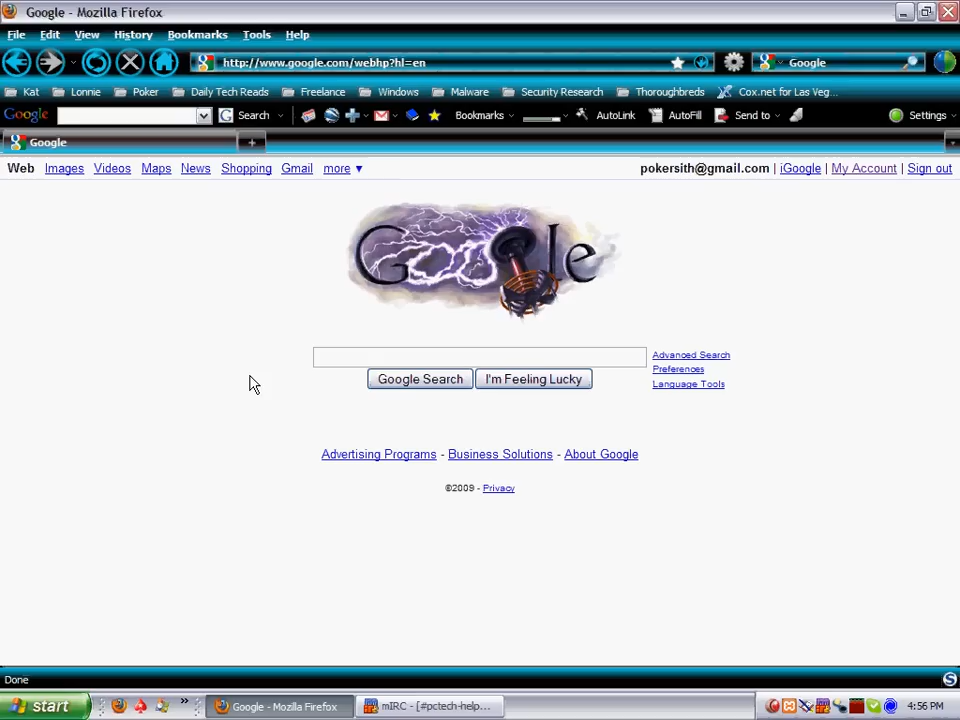 Google - Mozilla Firefox
File Edit View History Bookmarks Tools Help
http://www.google.com/webhp?hl=en Google
Kat Lonnie Poker Daily Tech Reads Freelance Windows Malware Security Research Thoroughbreds Cox.net for Las Veg...
Google Search Bookmarks AutoLink AutoFill Send to Settings
Google
Web Images Videos Maps News Shopping Gmail more ▼ pokersith@gmail.com | iGoogle | My Account | Sign out
Google
Advanced Search
Preferences
Google Search I'm Feeling Lucky Language Tools
Advertising Programs - Business Solutions - About Google
©2009 - Privacy
Done
start Google - Mozilla Firefox mIRC - [#pctech-help... 4:56 PM